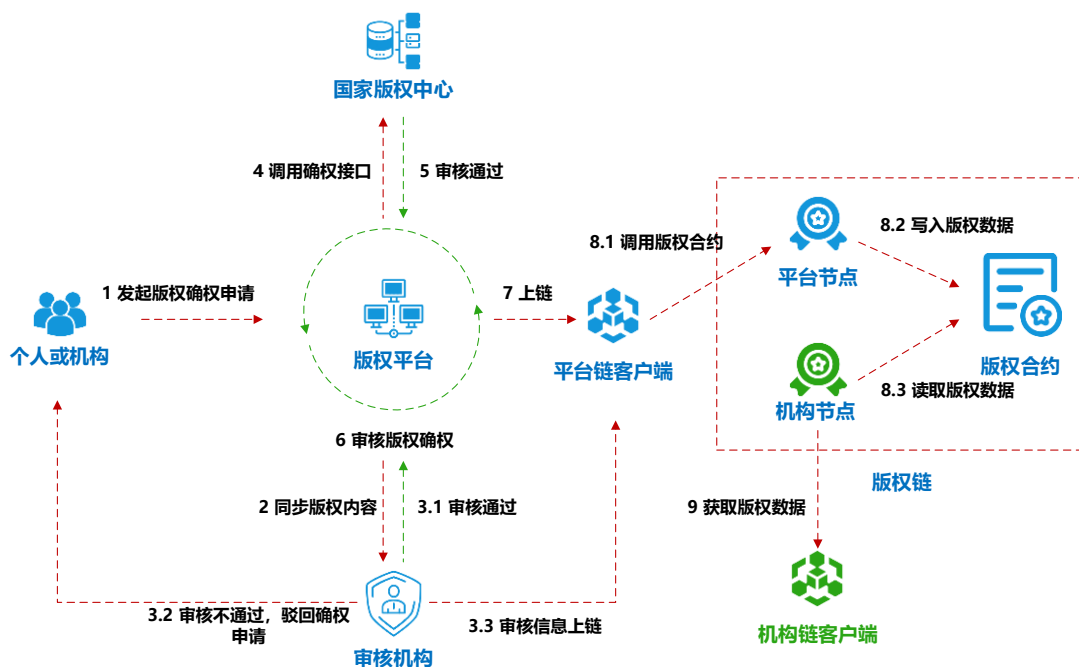 国家版权中心
4 调用确权接口
5 审核通过
8.1 调用版权合约
8.2 写入版权数据
平台节点
1 发起版权确权申请
7 上链
个人或机构
版权平台
平台链客户端
版权合约
8.3 读取版权数据
机构节点
6 审核版权确权
版权链
2 同步版权内容
3.1 审核通过
9 获取版权数据
3.2 审核不通过，驳回确权
申请
3.3 审核信息上链
机构链客户端
审核机构